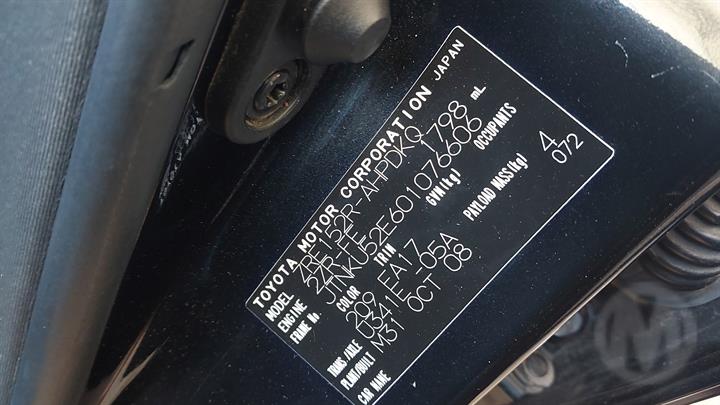 TOYOTA MOTOR CORPORATION JAPAN
MODEL ZRE152R-AHPDKQ
ENGINE 2ZR-FE 1798 mL
FRAME No. JTNKU52E601076606
COLOR TRIM GVM(kg) OCCUPANTS
209 FA17 4
TRANS/AXLE U341E -05A PAYLOAD MASS(kg) 072
PLANT/BUILT M31 OCT 08
CAR NAME
M